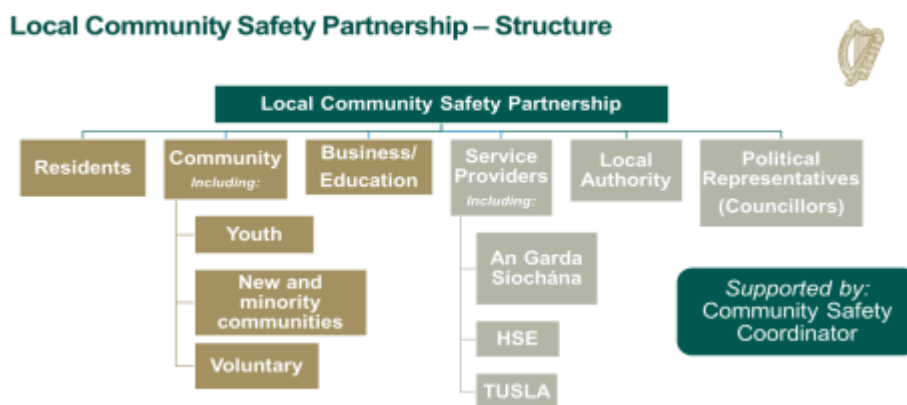 Local Community Safety Partnership – Structure
Local Community Safety Partnership
Residents
Community
Including:
Youth
New and
minority
communities
Voluntary
Business/
Education
Service
Providers
Including:
An Garda
Síochána
HSE
TUSLA
Local
Authority
Political
Representatives
(Councillors)
Supported by:
Community Safety
Coordinator